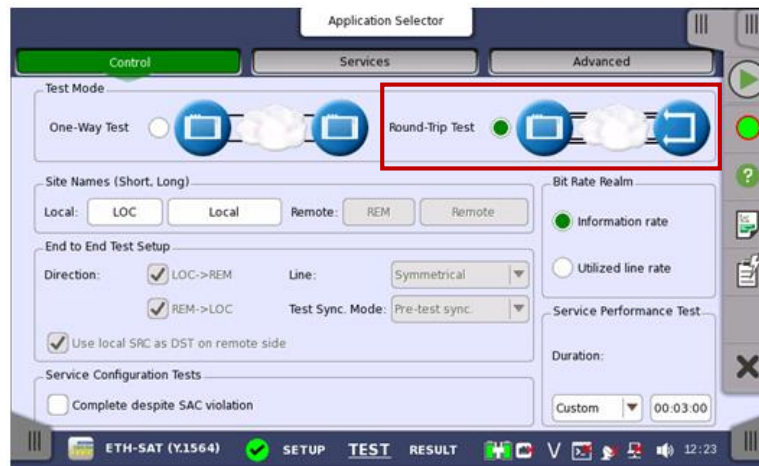 Application Selector
Control Services Advanced
Test Mode
One-Way Test Round-Trip Test
Site Names (Short, Long) Bit Rate Realm
Local: LOC Local Remote: REM Remote
Information rate
End to End Test Setup
Direction: LOC->REM Line: Symmetrical
Utilized line rate
REM->LOC Test Sync. Mode: Pre-test sync.
Service Performance Test
Use local SRC as DST on remote side
Duration:
Service Configuration Tests
Complete despite SAC violation
Custom 00:03:00
ETH-SAT (Y.1564) SETUP TEST RESULT V 12:23